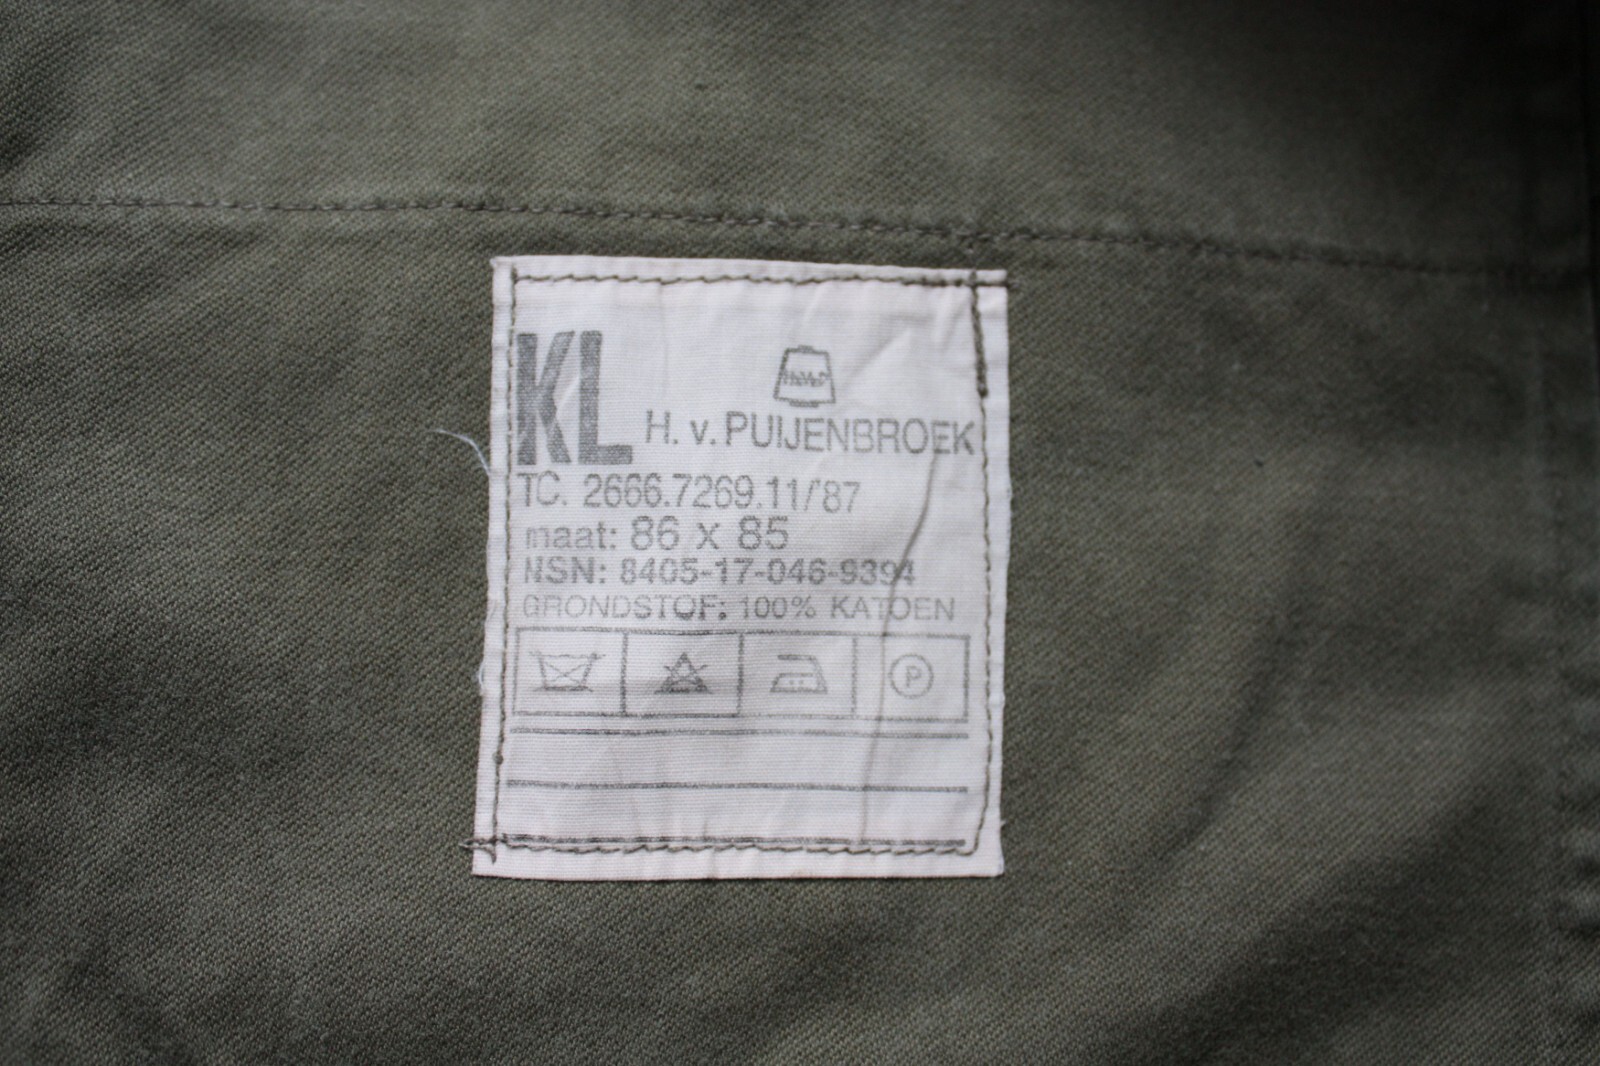 KL
H. v. PUIJENBROEK
TC. 2666.7269.11/'87
maat: 86 x 85
NSN: 8405-17-046-9394
GRONDSTOF: 100% KATOEN
P